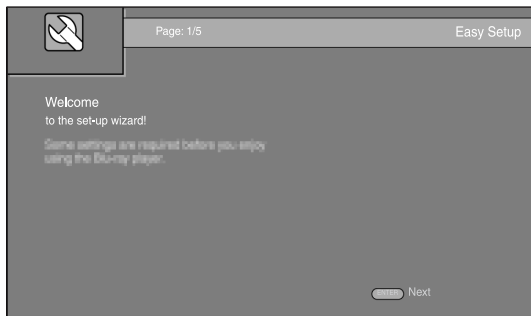 Page: 1/5
Easy Setup
Welcome
to the set-up wizard!
Some settings are required before you enjoy
using the Blu-ray player.
ENTER Next